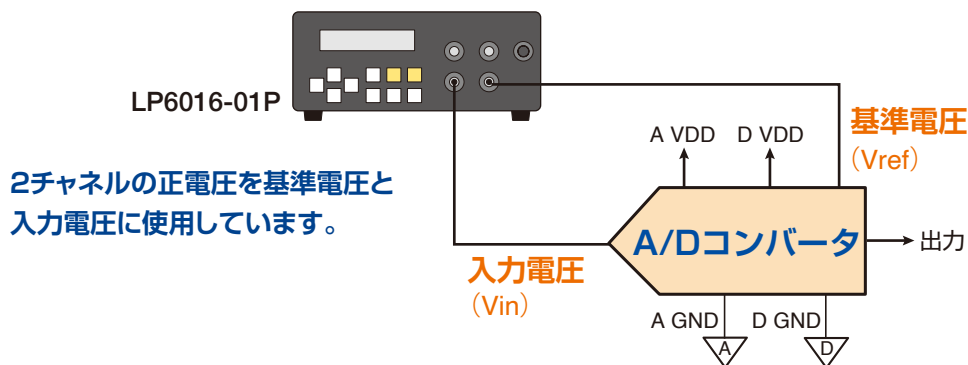 LP6016-01P
2チャネルの正電圧を基準電圧と
入力電圧に使用しています。
A VDD
D VDD
基準電圧
(Vref)
A/Dコンバータ
出力
入力電圧
(Vin)
A GND
D GND
A
D